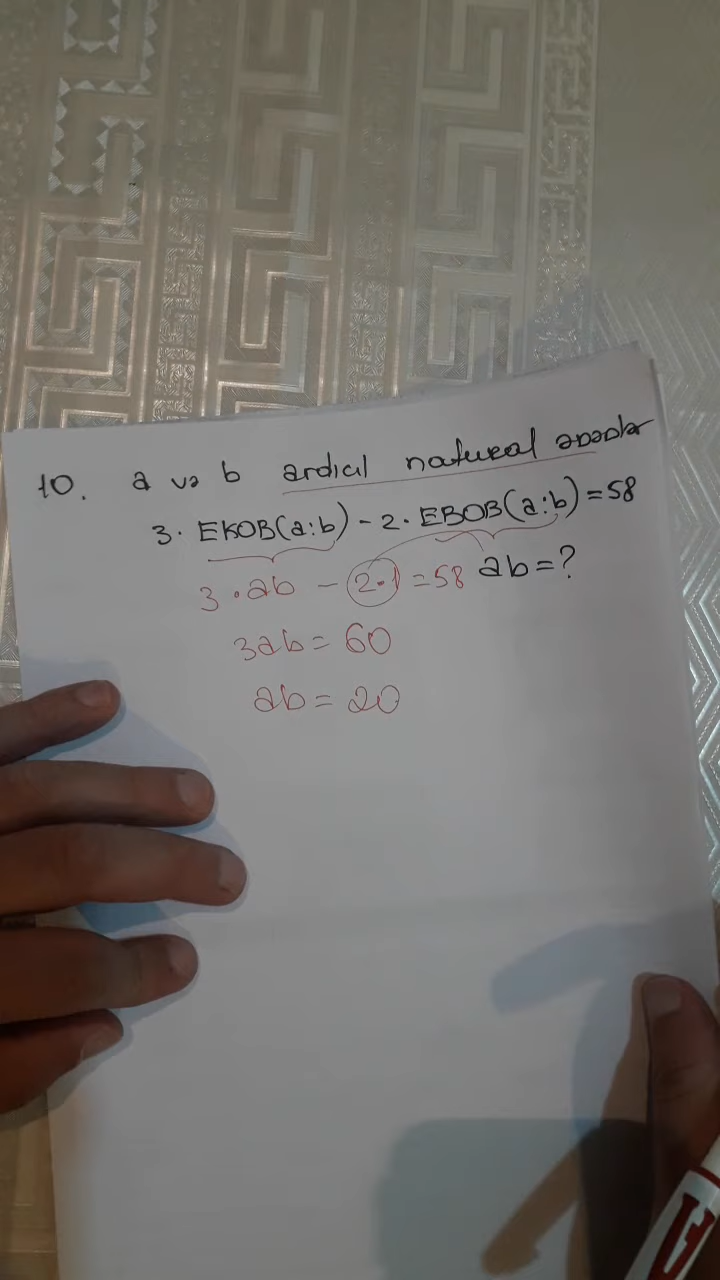 10. a və b ardıcıl natural ədədlər
3. EKOB(a:b) - 2. EBOB(a:b) = 58
3 . ab - 2.1 = 58 ab = ?
3ab = 60
ab = 20